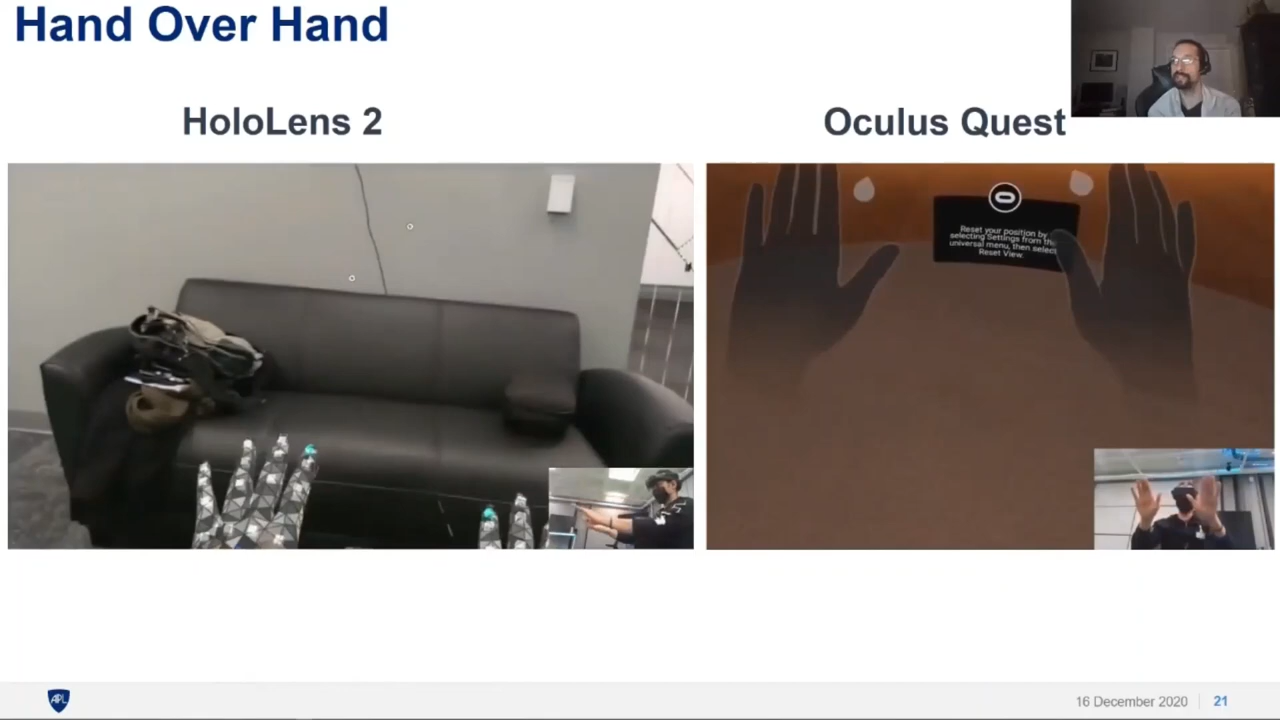 Hand Over Hand
HoloLens 2
Oculus Quest
Reset your position by
selecting Settings from the
universal menu, then select
Reset View.
APL
16 December 2020
21